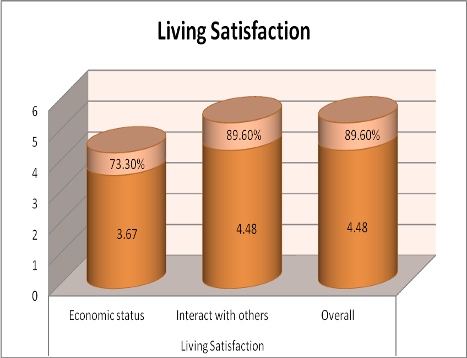 Living Satisfaction
6
5
4
3
2
1
0
73.30%
89.60%
89.60%
3.67
4.48
4.48
Economic status
Interact with others
Overall
Living Satisfaction